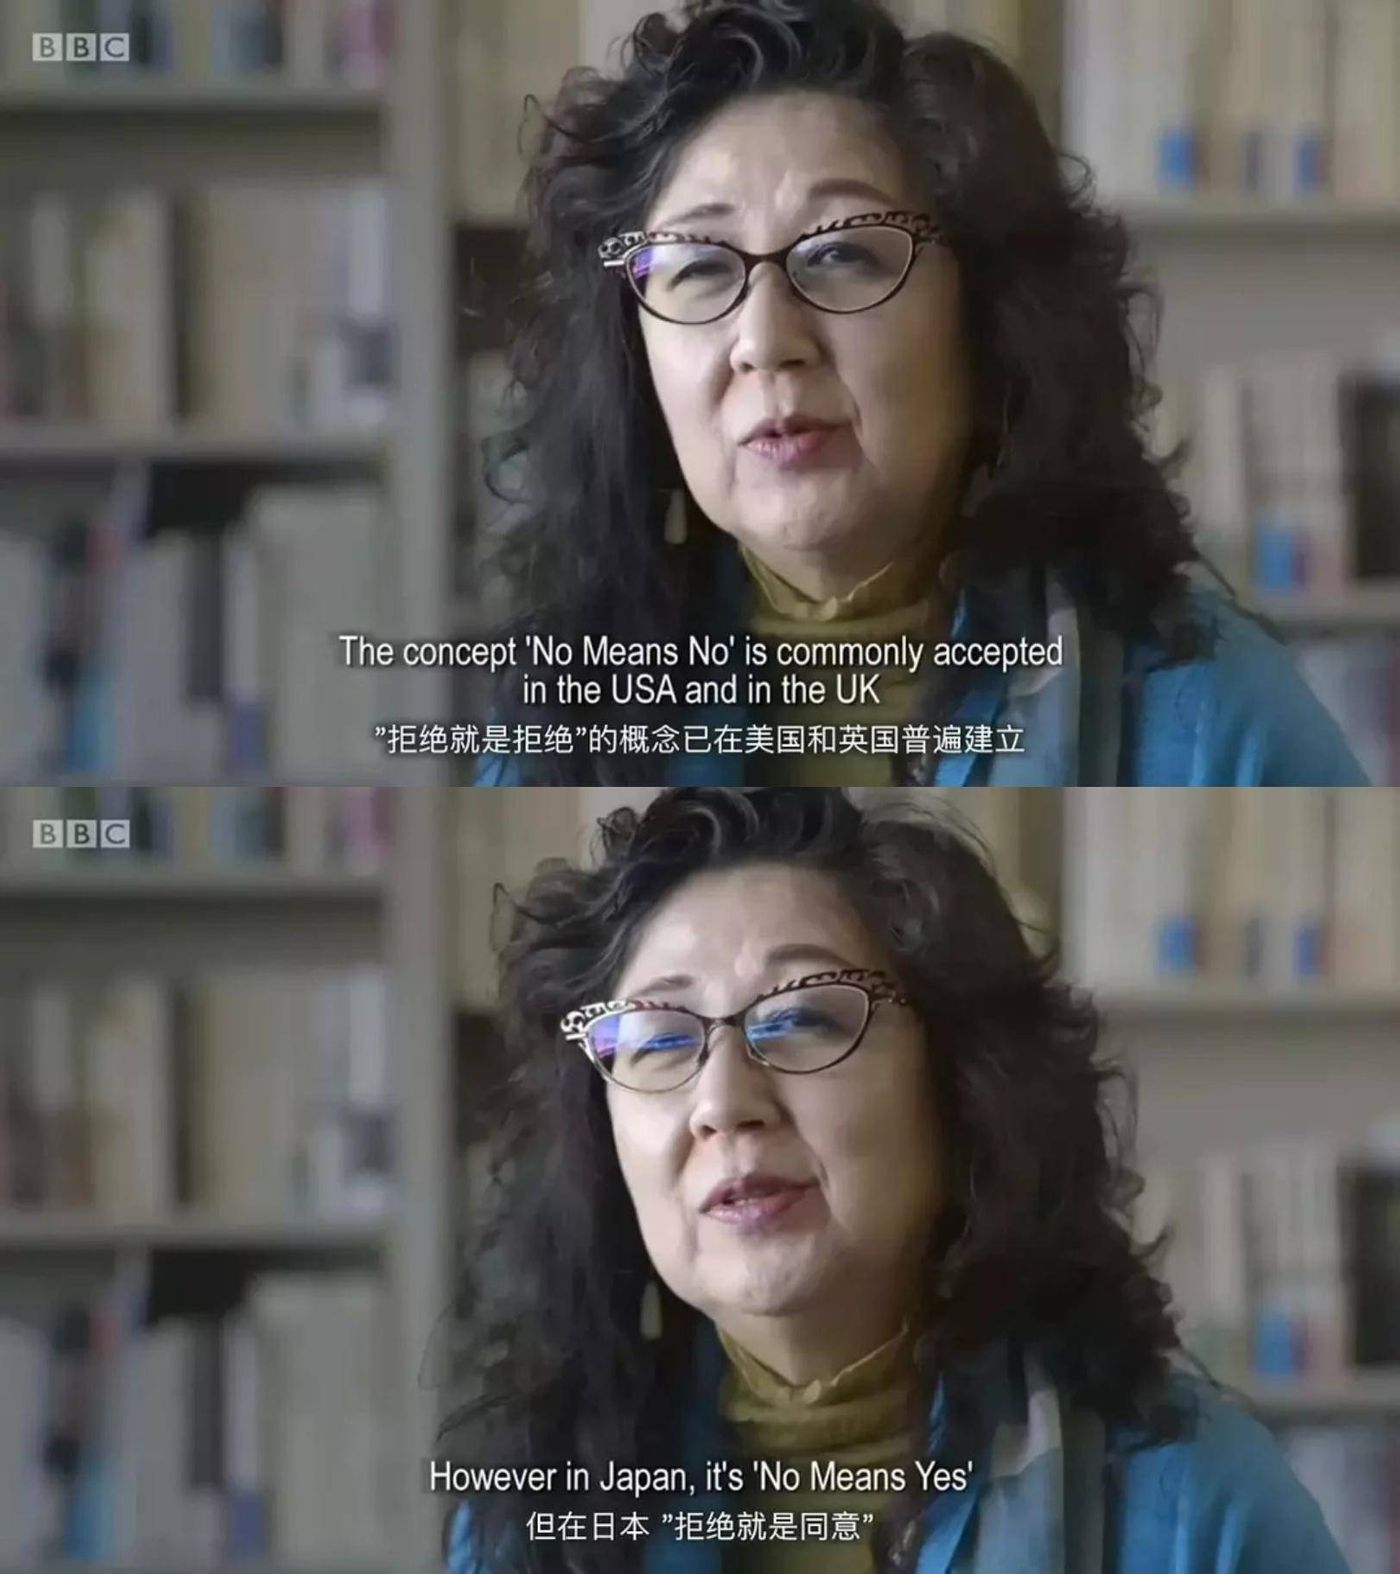 BBC
The concept 'No Means No' is commonly accepted
in the USA and in the UK
”拒绝就是拒绝”的概念已在美国和英国普遍建立
BBC
However in Japan, it's 'No Means Yes'
但在日本 ”拒绝就是同意”